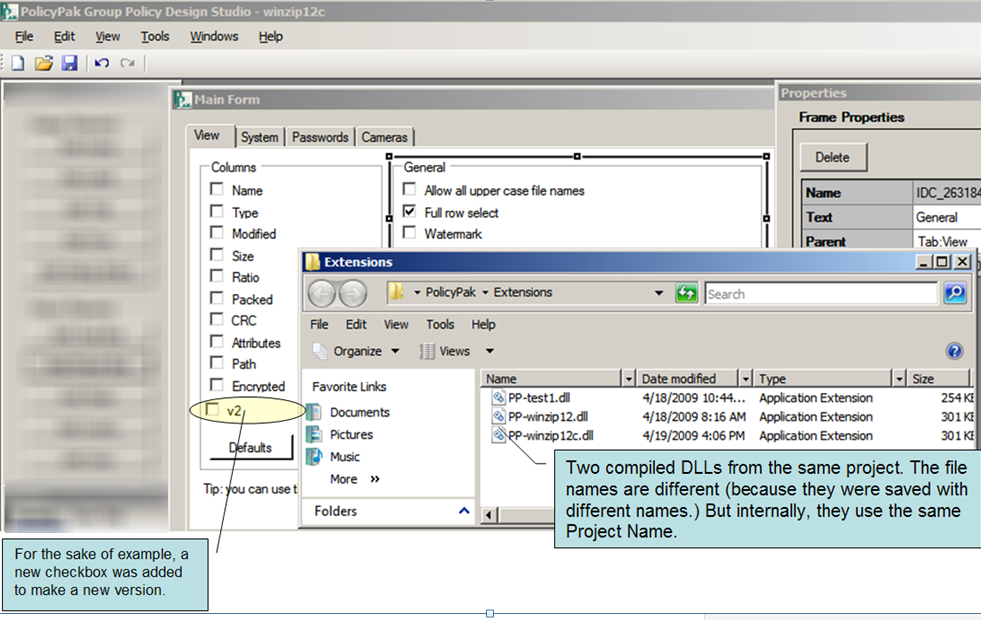 PolicyPak Group Policy Design Studio - winzip12c
File Edit View Tools Windows Help
Main Form
View System Passwords Cameras
Columns
Name
Type
Modified
Size
Ratio
Packed
CRC
Attributes
Path
Encrypted
v2
Defaults
Tip: you can use t
General
Allow all upper case file names
Full row select
Watermark
Properties
Frame Properties
Delete
Name IDC_263184
Text General
Parent Tab:View
Extensions
PolicyPak Extensions Search
File Edit View Tools Help
Organize Views
Favorite Links
Documents
Pictures
Music
More »
Folders
Name Date modified Type Size
PP-test1.dll 4/18/2009 10:44... Application Extension 254 KB
PP-winzip12.dll 4/18/2009 8:16 AM Application Extension 301 KB
PP-winzip12c.dll 4/19/2009 4:06 PM Application Extension 301 KB
Two compiled DLLs from the same project. The file
names are different (because they were saved with
different names.) But internally, they use the same
Project Name.
For the sake of example, a
new checkbox was added
to make a new version.